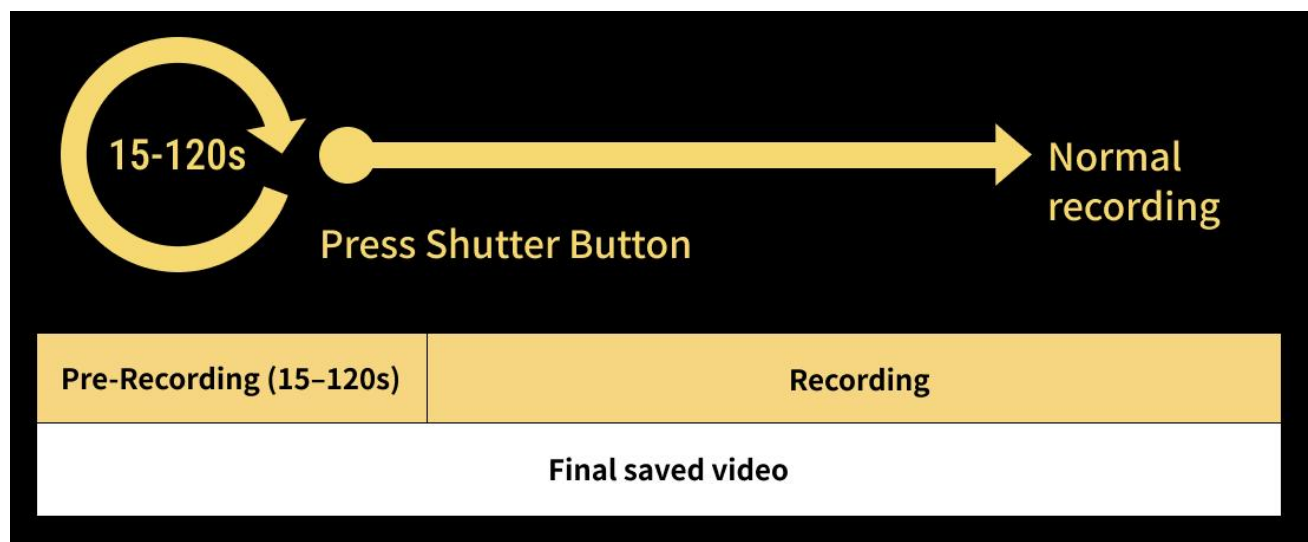 15-120s
Normal
recording
Press Shutter Button
Pre-Recording (15–120s)
Recording
Final saved video